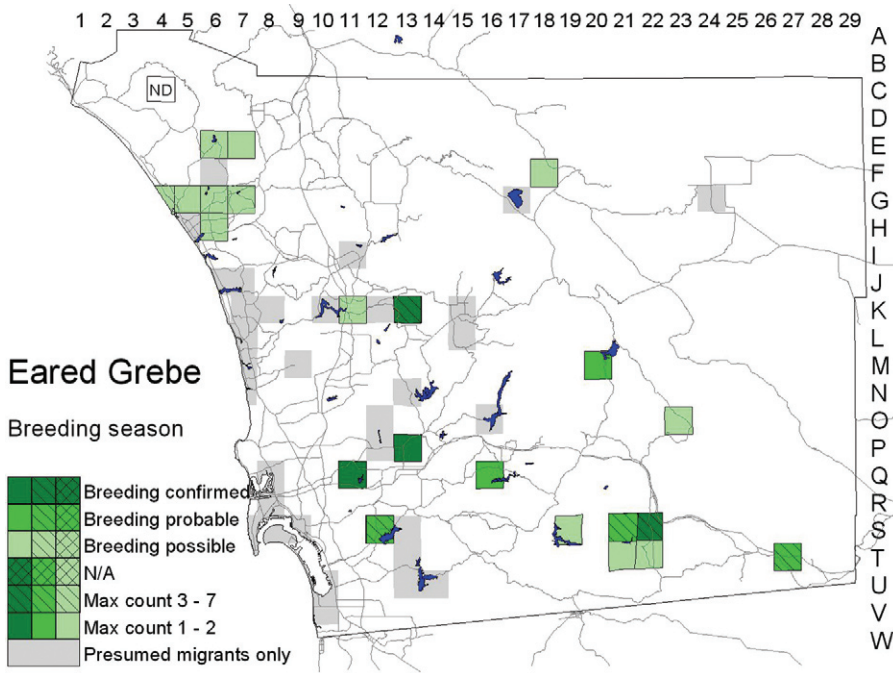 1 2 3 4 5 6 7 8 9 10 11 12 13 14 15 16 17 18 19 20 21 22 23 24 25 26 27 28 29
A
B
C
D
E
F
G
H
I
J
K
L
M
N
O
P
Q
R
S
T
U
V
W
ND
Eared Grebe
Breeding season
Breeding confirmed
Breeding probable
Breeding possible
N/A
Max count 3 - 7
Max count 1 - 2
Presumed migrants only